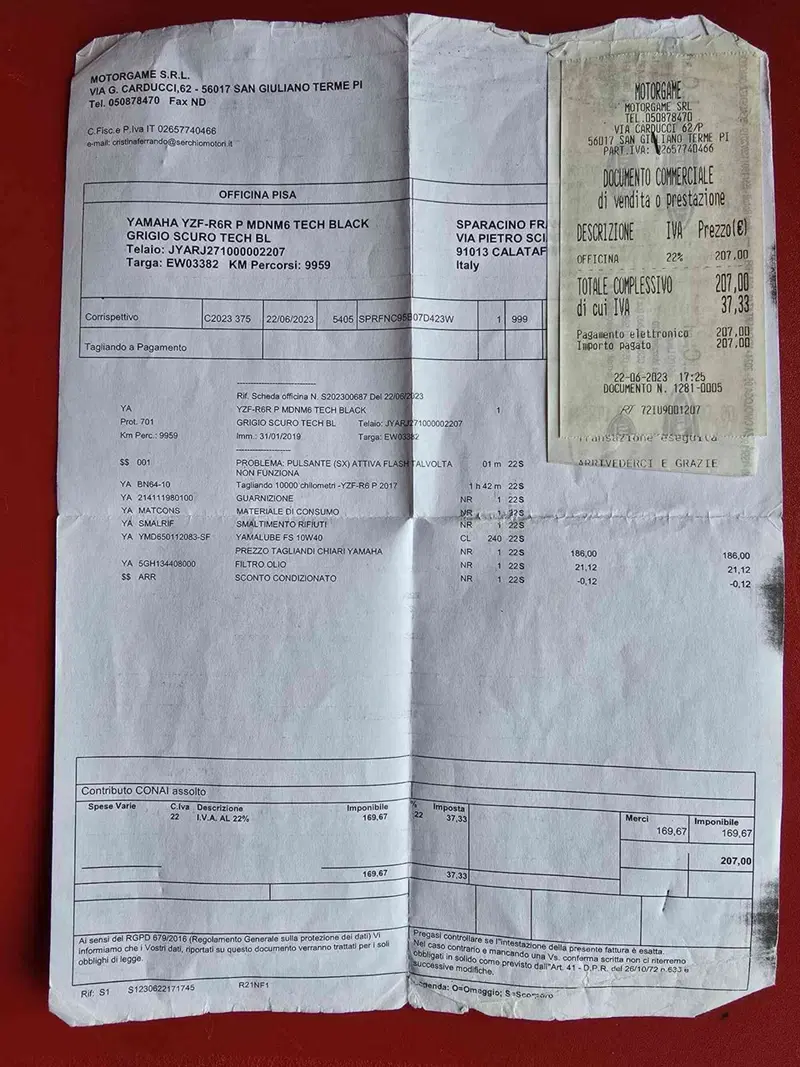 MOTORGAME S.R.L.
VIA G. CARDUCCI,62 - 56017 SAN GIULIANO TERME PI
Tel. 050878470 Fax ND
C.Fisc.e P.Iva IT 02657740466
e-mail: cristinaferrando@serchiomotori.it
OFFICINA PISA
YAMAHA YZF-R6R P MDNM6 TECH BLACK
GRIGIO SCURO TECH BL
Telaio: JYARJ271000002207
Targa: EW03382 KM Percorsi: 9959
SPARACINO FRA
VIA PIETRO SCI
91013 CALATAF
Italy
Corrispettivo C2023 375 22/06/2023 5405 SPRFNC95B07D423W 1 999
Tagliando a Pagamento
Rif. Scheda officina N. S202300687 Del 22/06/2023
YA YZF-R6R P MDNM6 TECH BLACK 1
Prot. 701 GRIGIO SCURO TECH BL Telaio: JYARJ271000002207
Km Perc.: 9959 Imm.: 31/01/2019 Targa: EW03382
$$ 001 PROBLEMA: PULSANTE (SX) ATTIVA FLASH TALVOLTA 01 m 22S
NON FUNZIONA
YA BN64-10 Tagliando 10000 chilometri -YZF-R6 P 2017 1 h 42 m 22S
YA 214111980100 GUARNIZIONE NR 1 22S
YA MATCONS MATERIALE DI CONSUMO NR 1 22S
YA SMALRIF SMALTIMENTO RIFIUTI NR 1 22S
YA YMD650112083-SF YAMALUBE FS 10W40 CL 240 22S
PREZZO TAGLIANDI CHIARI YAMAHA NR 1 22S 186,00 186,00
YA 5GH134408000 FILTRO OLIO NR 1 22S 21,12 21,12
$$ ARR SCONTO CONDIZIONATO NR 1 22S -0,12 -0,12
Contributo CONAI assolto
Spese Varie C.Iva Descrizione Imponibile % Imposta
22 I.V.A. AL 22% 169,67 22 37,33
Merci Imponibile
169,67 169,67
207,00
169,67 37,33
Ai sensi del RGPD 679/2016 (Regolamento Generale sulla protezione dei dati) Vi
informiamo che i Vostri dati, riportati su questo documento verranno trattati per i soli
obblighi di legge.
Pregasi controllare se l'intestazione della presente fattura è esatta.
Nel caso contrario e mancando una Vs. conferma scritta non ci riterremo
obbligati in solido come previsto dall'Art. 41 - D.P.R. del 26/10/72 n.633 e
successive modifiche.
Rif: S1 S1230622171745 R21NF1
Legenda: O=Omaggio; S=Scomporo
MOTORGAME
MOTORGAME SRL
TEL.050878470
VIA CARDUCCI 62/P
56017 SAN GIULIANO TERME PI
PART.IVA: 02657740466
DOCUMENTO COMMERCIALE
di vendita o prestazione
DESCRIZIONE IVA Prezzo(€)
OFFICINA 22% 207,00
TOTALE COMPLESSIVO 207,00
di cui IVA 37,33
Pagamento elettronico 207,00
Importo pagato 207,00
22-06-2023 17:25
DOCUMENTO N. 1281-0005
RT 72IU9001207
Transazione eseguita
ARRIVEDERCI E GRAZIE